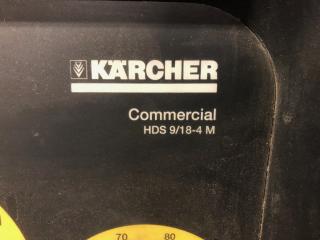 KÄRCHER
Commercial
HDS 9/18-4 M
70 80